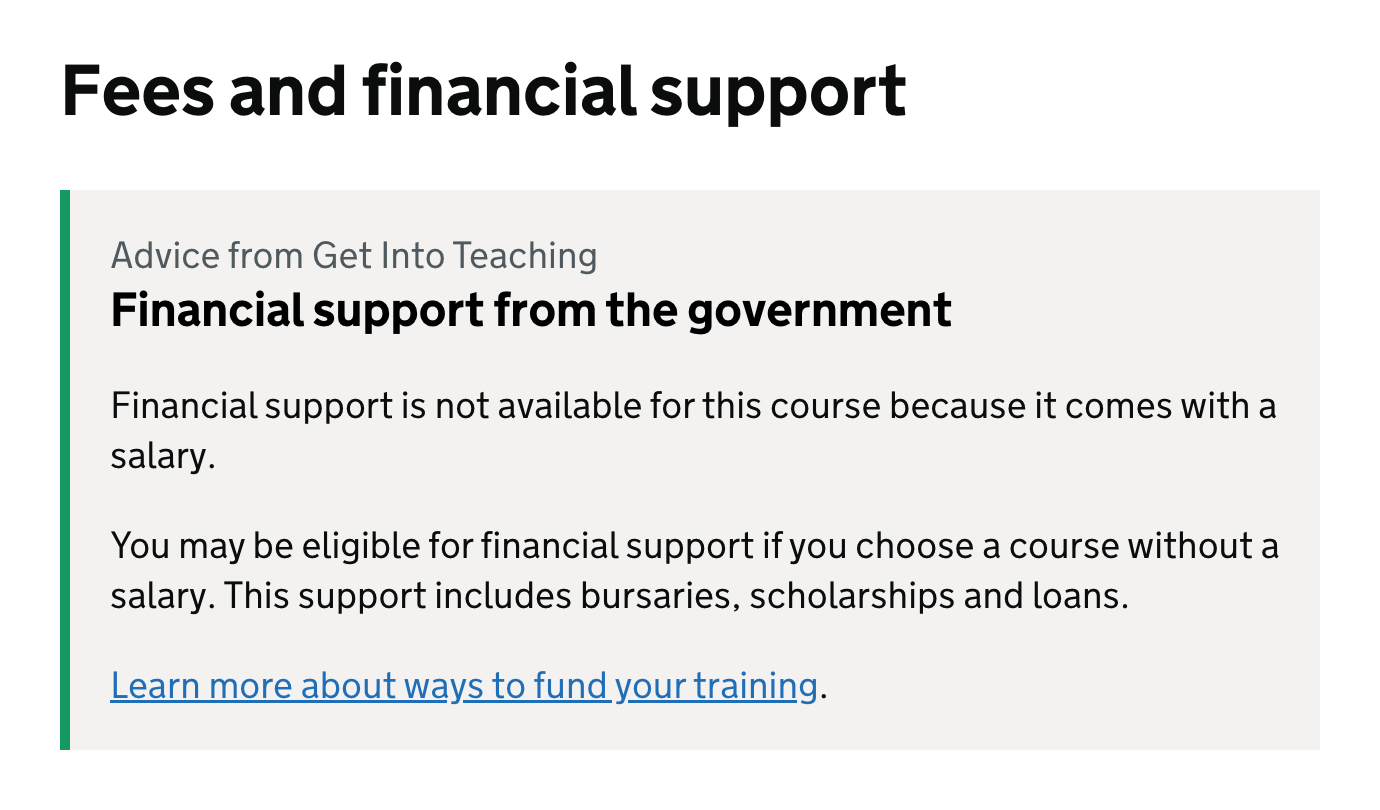 Fees and financial support
Advice from Get Into Teaching
Financial support from the government
Financial support is not available for this course because it comes with a
salary.
You may be eligible for financial support if you choose a course without a
salary. This support includes bursaries, scholarships and loans.
Learn more about ways to fund your training.